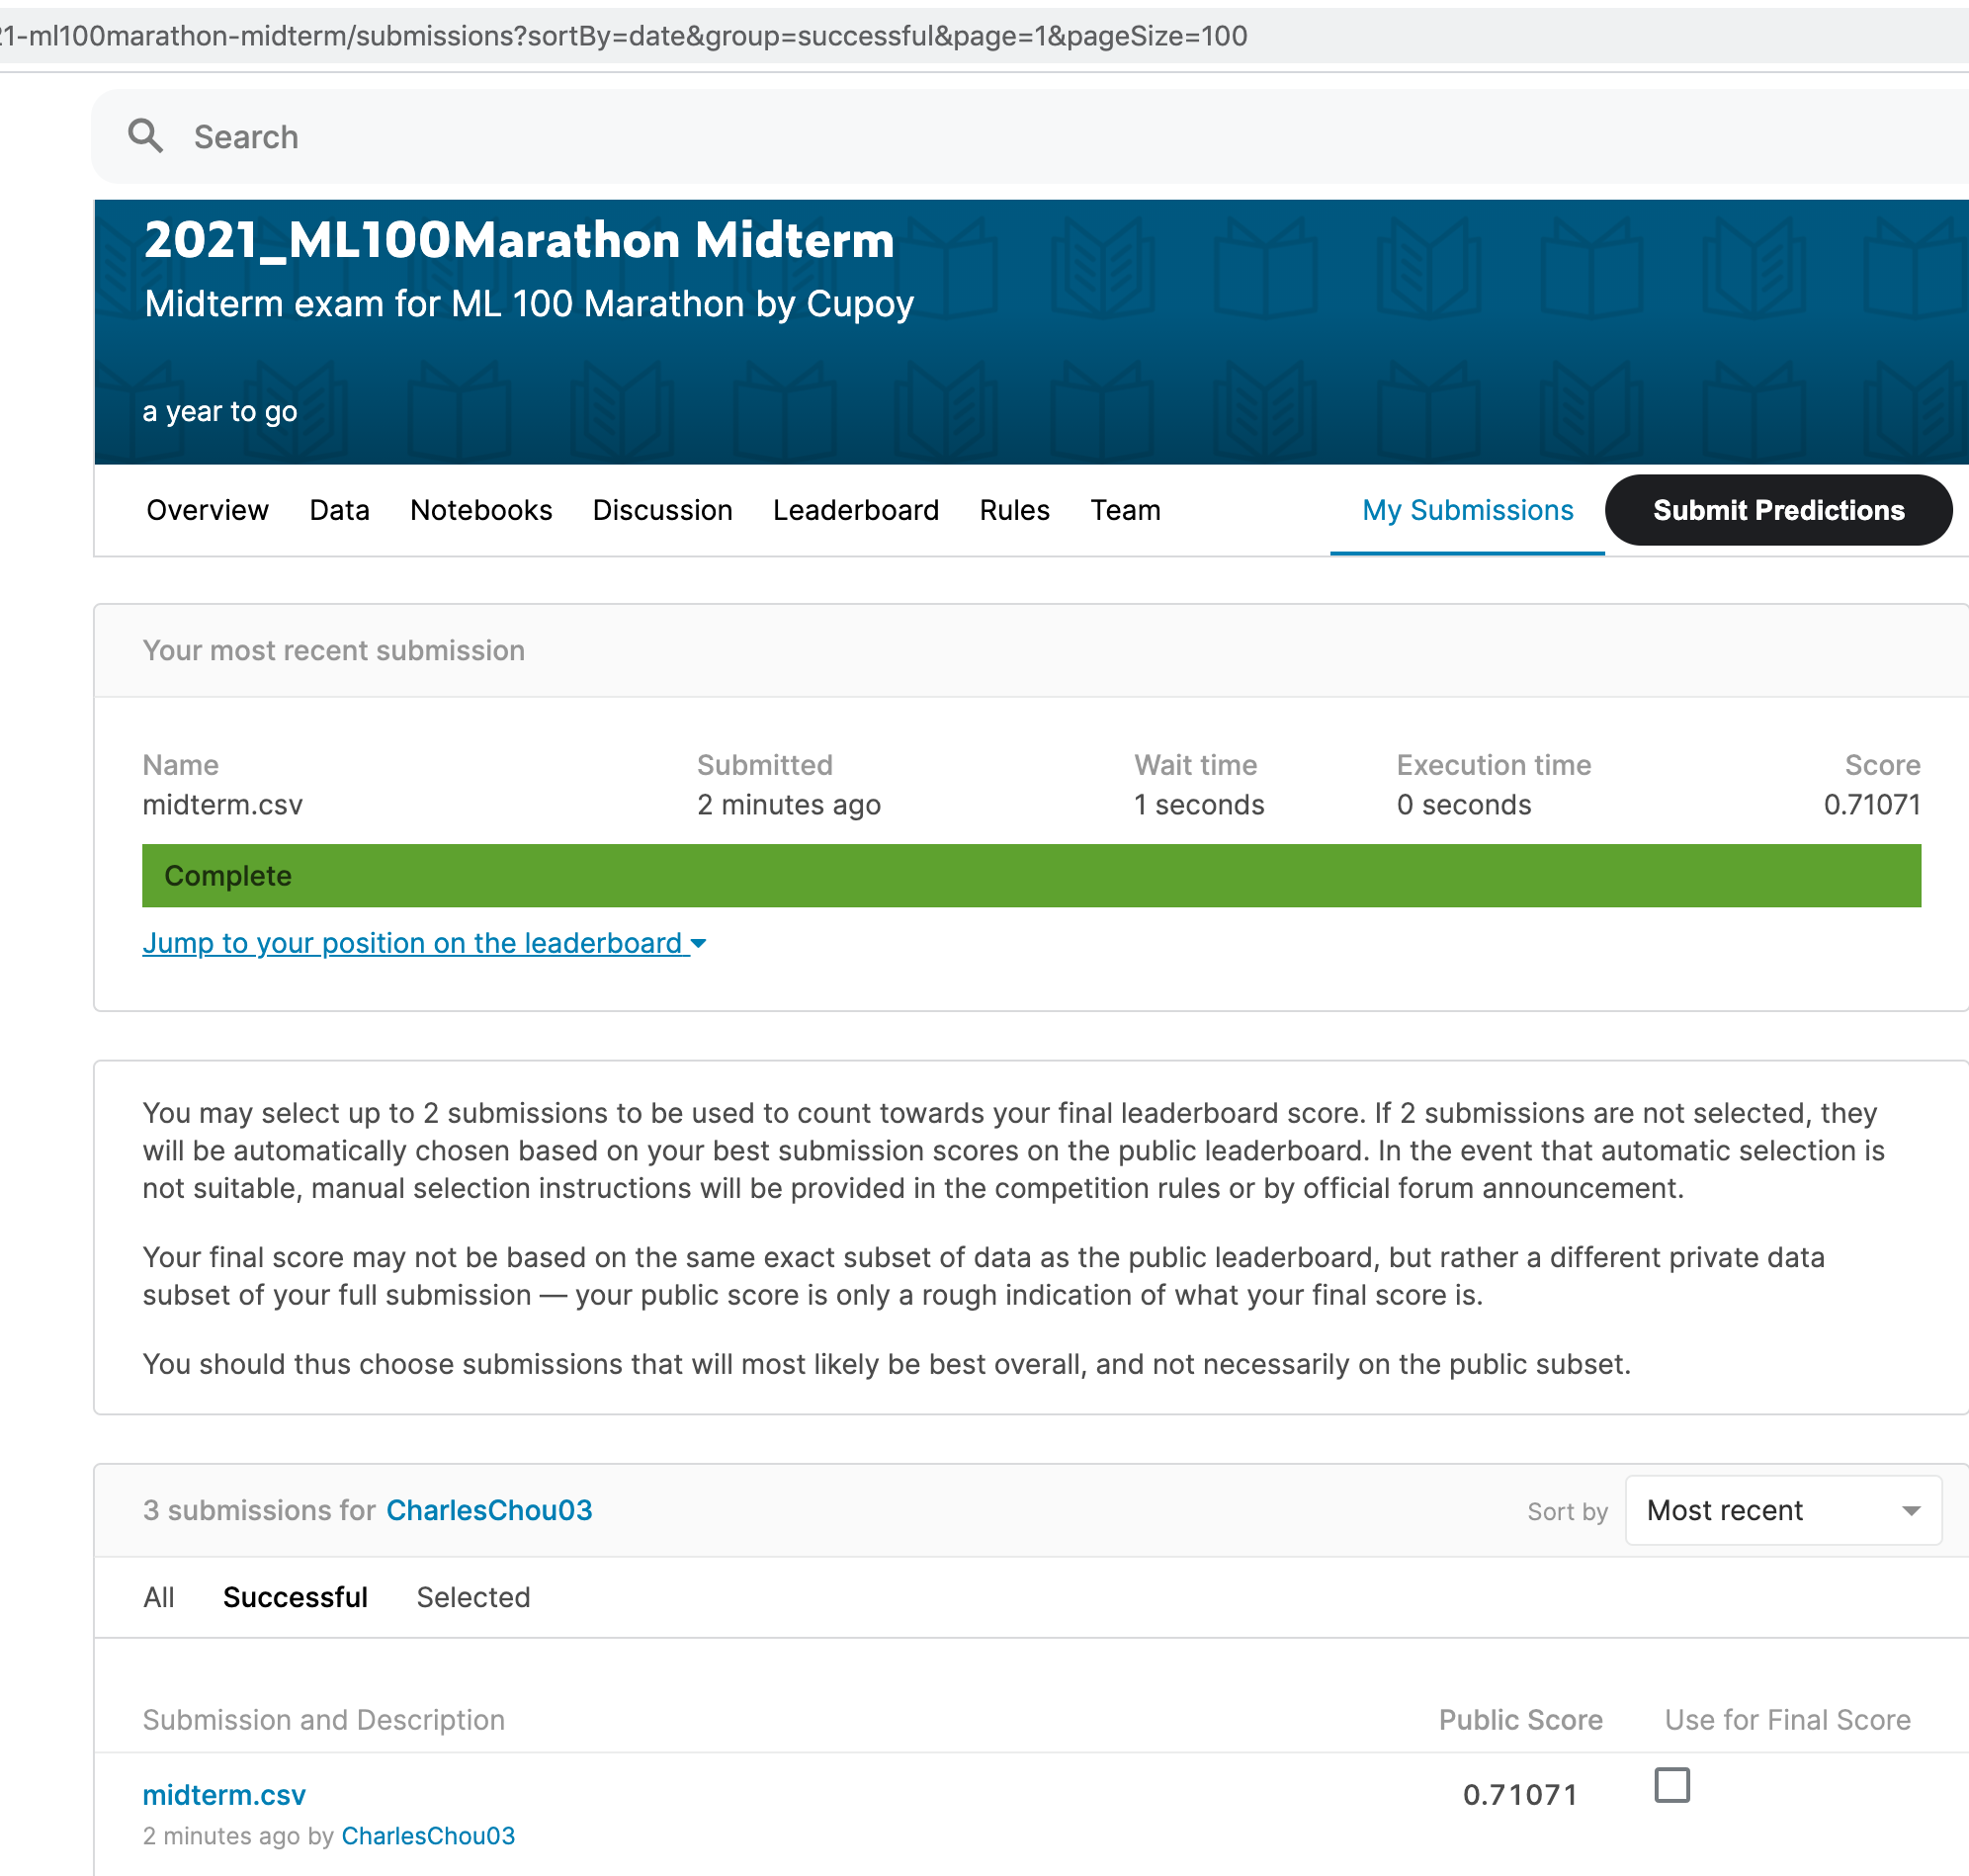 21-ml100marathon-midterm/submissions?sortBy=date&group=successful&page=1&pageSize=100
Search
2021_ML100Marathon Midterm
Midterm exam for ML 100 Marathon by Cupoy
a year to go
Overview Data Notebooks Discussion Leaderboard Rules Team My Submissions Submit Predictions
Your most recent submission
Name Submitted Wait time Execution time Score
midterm.csv 2 minutes ago 1 seconds 0 seconds 0.71071
Complete
Jump to your position on the leaderboard
You may select up to 2 submissions to be used to count towards your final leaderboard score. If 2 submissions are not selected, they
will be automatically chosen based on your best submission scores on the public leaderboard. In the event that automatic selection is
not suitable, manual selection instructions will be provided in the competition rules or by official forum announcement.
Your final score may not be based on the same exact subset of data as the public leaderboard, but rather a different private data
subset of your full submission — your public score is only a rough indication of what your final score is.
You should thus choose submissions that will most likely be best overall, and not necessarily on the public subset.
3 submissions for CharlesChou03 Sort by Most recent
All Successful Selected
Submission and Description Public Score Use for Final Score
midterm.csv 0.71071
2 minutes ago by CharlesChou03